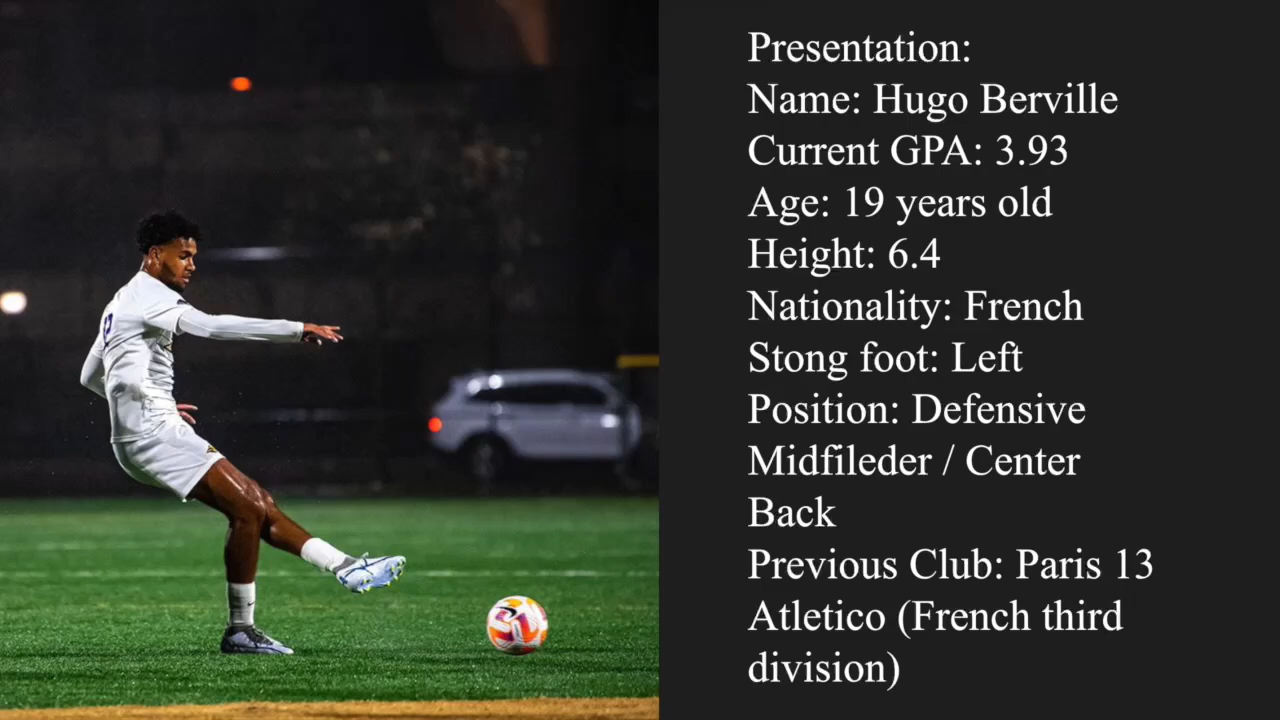 Presentation:
Name: Hugo Berville
Current GPA: 3.93
Age: 19 years old
Height: 6.4
Nationality: French
Stong foot: Left
Position: Defensive
Midfileder / Center
Back
Previous Club: Paris 13
Atletico (French third
division)